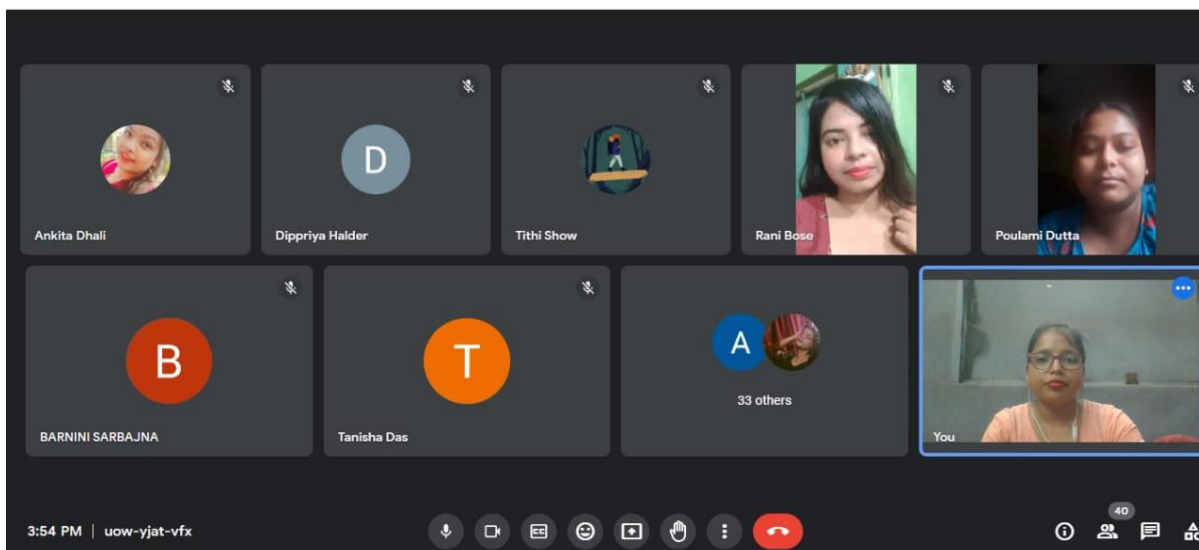 Ankita Dhali
D
Dippriya Halder
Tithi Show
Rani Bose
Poulami Dutta
B
BARNINI SARBAJNA
T
Tanisha Das
A
33 others
You
3:54 PM | uow-yjat-vfx
CC
40